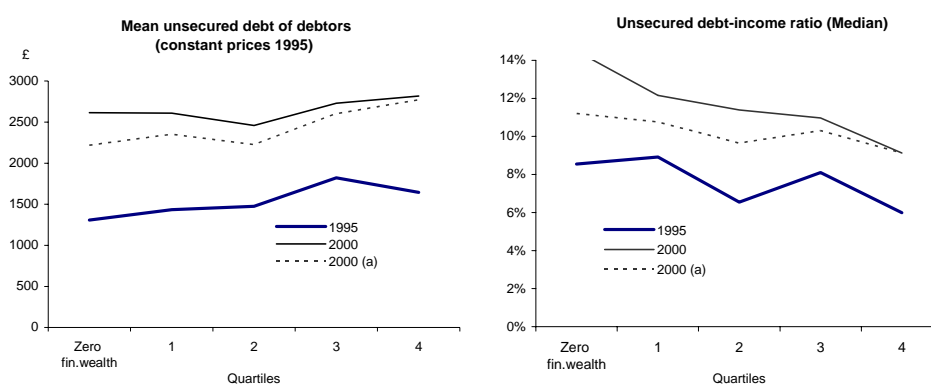 Mean unsecured debt of debtors
(constant prices 1995)
£
3000
2500
2000
1500
1000
500
0
1995
2000
2000 (a)
Zero
fin.wealth
1
2
3
4
Quartiles
Unsecured debt-income ratio (Median)
14%
12%
10%
8%
6%
4%
2%
0%
1995
2000
2000 (a)
Zero
fin.wealth
1
2
3
4
Quartiles